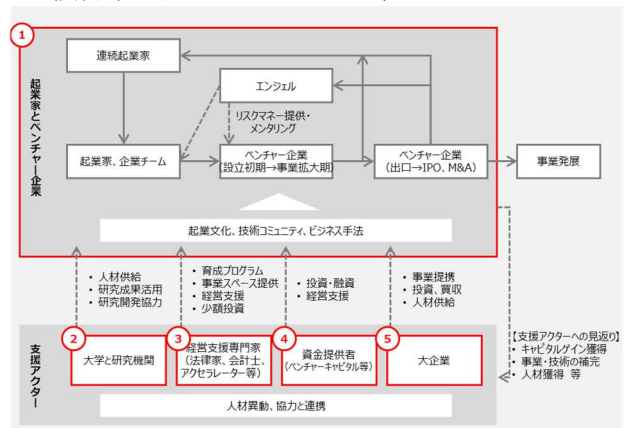 1
起業家とベンチャー企業
連続起業家
エンジェル
リスクマネー提供・
メンタリング
起業家、企業チーム
ベンチャー企業
(設立初期→事業拡大期)
ベンチャー企業
(出口→IPO、M&A)
事業発展
起業文化、技術コミュニティ、ビジネス手法
• 人材供給
• 研究成果活用
• 研究開発協力
• 育成プログラム
• 事業スペース提供
• 経営支援
• 少額投資
• 投資・融資
• 経営支援
• 事業提携
• 投資、買収
• 人材供給
支援アクター
2
大学と研究機関
3
経営支援専門家
(法律家、会計士、
アクセラレーター等)
4
資金提供者
(ベンチャーキャピタル等)
5
大企業
人材異動、協力と連携
【支援アクターへの見返り】
• キャピタルゲイン獲得
• 事業・技術の補完
• 人材獲得 等